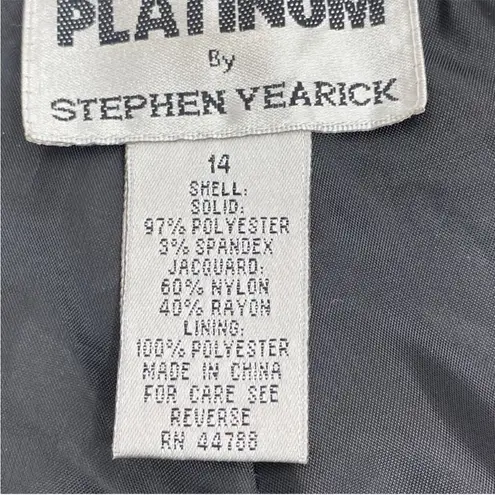 PLATINUM
By
STEPHEN YEARICK
14
SHELL:
SOLID:
97% POLYESTER
3% SPANDEX
JACQUARD:
60% NYLON
40% RAYON
LINING:
100% POLYESTER
MADE IN CHINA
FOR CARE SEE
REVERSE
RN 44788